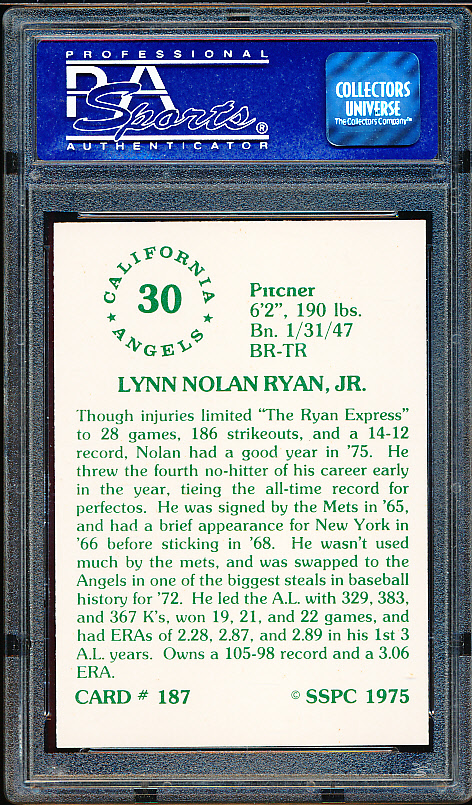 PROFESSIONAL
PSA
Sports®
AUTHENTICATOR
COLLECTORS
UNIVERSE
The Collectors Company™
CALIFORNIA
30
★ ANGELS ★
Pitcner
6'2", 190 lbs.
Bn. 1/31/47
BR-TR
LYNN NOLAN RYAN, JR.
Though injuries limited "The Ryan Express"
to 28 games, 186 strikeouts, and a 14-12
record, Nolan had a good year in '75. He
threw the fourth no-hitter of his career early
in the year, tieing the all-time record for
perfectos. He was signed by the Mets in '65,
and had a brief appearance for New York in
'66 before sticking in '68. He wasn't used
much by the mets, and was swapped to the
Angels in one of the biggest steals in baseball
history for '72. He led the A.L. with 329, 383,
and 367 K's, won 19, 21, and 22 games, and
had ERAs of 2.28, 2.87, and 2.89 in his 1st 3
A.L. years. Owns a 105-98 record and a 3.06
ERA.
CARD # 187
© SSPC 1975